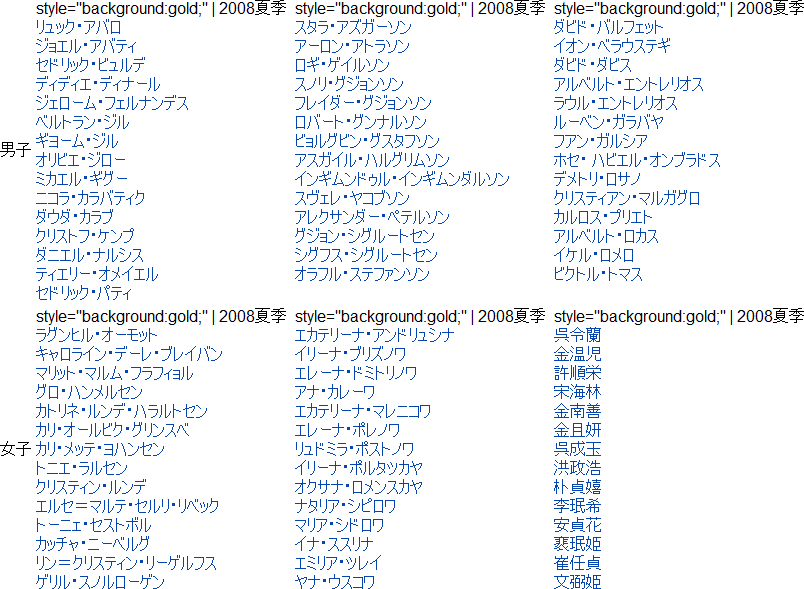 style="background:gold;" | 2008夏季
リュック・アバロ
ジョエル・アバティ
セドリック・ビュルデ
ディディエ・ディナール
ジェローム・フェルナンデス
ベルトラン・ジル
ギヨーム・ジル
オリビエ・ジロー
ミカエル・ギグー
ニコラ・カラバティク
ダウダ・カラブ
クリストフ・ケンプ
ダニエル・ナルシス
ティエリー・オメイエル
セドリック・パティ
style="background:gold;" | 2008夏季
スタラ・アズガーソン
アーロン・アトラソン
ロギ・ゲイルソン
スノリ・グジョンソン
フレイダー・グジョンソン
ロバート・グンナルソン
ビョルグビン・グスタフソン
アスガイル・ハルグリムソン
インギムンドゥル・インギムンダルソン
スヴェレ・ヤコブソン
アレクサンダー・ペテルソン
グジョン・シグルートセン
シグフス・シグルートセン
オラフル・ステファンソン
style="background:gold;" | 2008夏季
ダビド・バルフェット
イオン・ベラウステギ
ダビド・ダビス
アルベルト・エントレリオス
ラウル・エントレリオス
ルーベン・ガラバヤ
フアン・ガルシア
ホセ・ハビエル・オンブラドス
デメトリ・ロサノ
クリスティアン・マルガグロ
カルロス・プリエト
アルベルト・ロカス
イケル・ロメロ
ビクトル・トマス
男子
style="background:gold;" | 2008夏季
ラグンヒル・オーモット
キャロライン・デーレ・ブレイバン
マリット・マルム・フラフィョル
グロ・ハンメルセン
カトリネ・ルンデ・ハラルトセン
カリ・オールビク・グリンスベ
カリ・メッテ・ヨハンセン
トニエ・ラルセン
クリスティン・ルンデ
エルセ＝マルテ・セルリ・リベック
トーニェ・セストボル
カッチャ・ニーベルグ
リン＝クリスティン・リーゲルフス
ゲリル・スノルローゲン
style="background:gold;" | 2008夏季
エカテリーナ・アンドリュシナ
イリーナ・ブリズノワ
エレーナ・ドミトリノワ
アナ・カレーワ
エカテリーナ・マレニコワ
エレーナ・ポレノワ
リュドミラ・ポストノワ
イリーナ・ポルタツカヤ
オクサナ・ロメンスカヤ
ナタリア・シピロワ
マリア・シドロワ
イナ・ススリナ
エミリア・ツレイ
ヤナ・ウスコワ
style="background:gold;" | 2008夏季
呉令蘭
金温児
許順栄
宋海林
金南善
金且妍
呉成玉
洪政浩
朴貞嬉
李珉希
安貞花
裵珉姫
崔任貞
文弼姫
女子